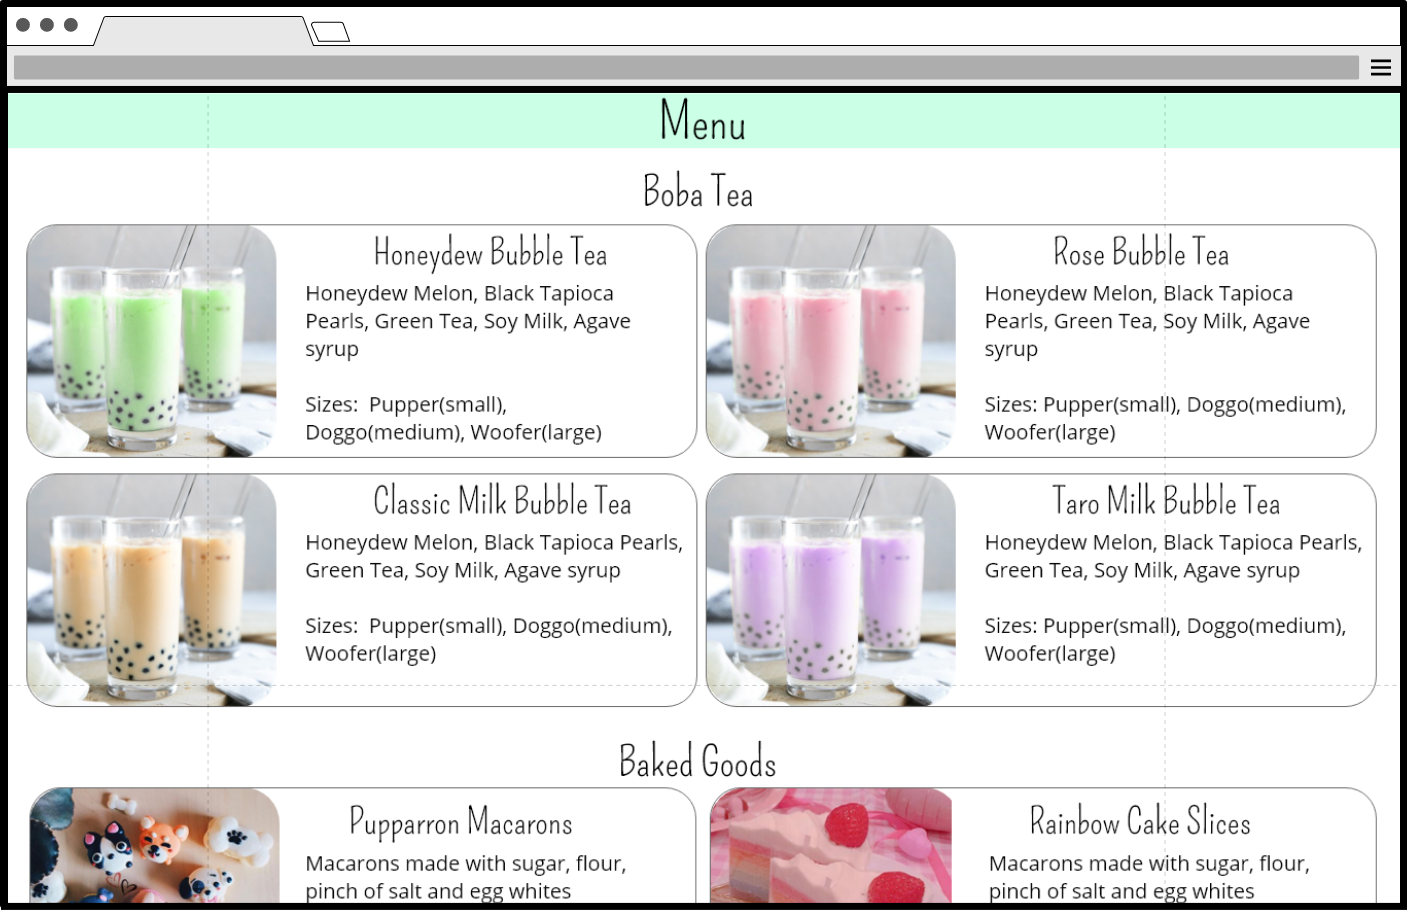 Menu
Boba Tea
Honeydew Bubble Tea
Honeydew Melon, Black Tapioca
Pearls, Green Tea, Soy Milk, Agave
syrup
Sizes:  Pupper(small),
Doggo(medium), Woofer(large)
Rose Bubble Tea
Honeydew Melon, Black Tapioca
Pearls, Green Tea, Soy Milk, Agave
syrup
Sizes: Pupper(small), Doggo(medium),
Woofer(large)
Classic Milk Bubble Tea
Honeydew Melon, Black Tapioca Pearls,
Green Tea, Soy Milk, Agave syrup
Sizes:  Pupper(small), Doggo(medium),
Woofer(large)
Taro Milk Bubble Tea
Honeydew Melon, Black Tapioca Pearls,
Green Tea, Soy Milk, Agave syrup
Sizes: Pupper(small), Doggo(medium),
Woofer(large)
Baked Goods
Pupparron Macarons
Macarons made with sugar, flour,
pinch of salt and egg whites
Rainbow Cake Slices
Macarons made with sugar, flour,
pinch of salt and egg whites